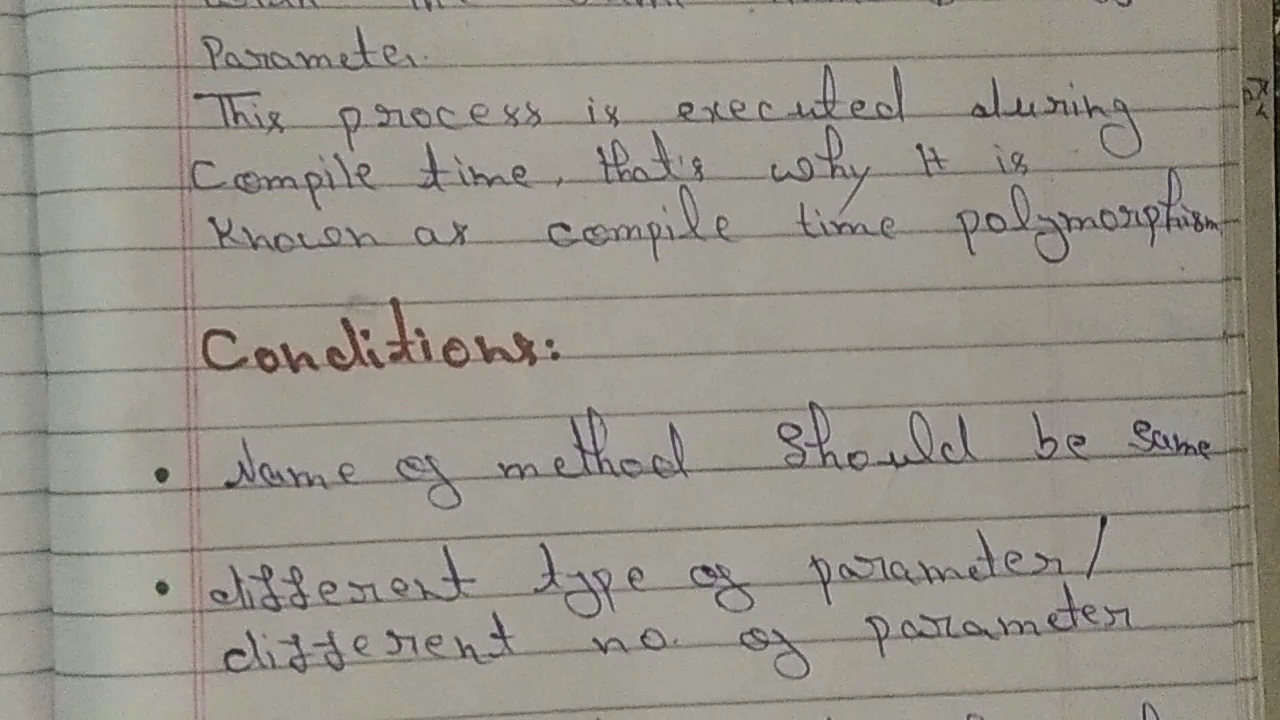 Parameter.
This process is executed during
Compile time, that's why It is
Known as compile time polymorphism
Conditions:
• Name of method Should be same
• different type of parameter/
different no. of parameter